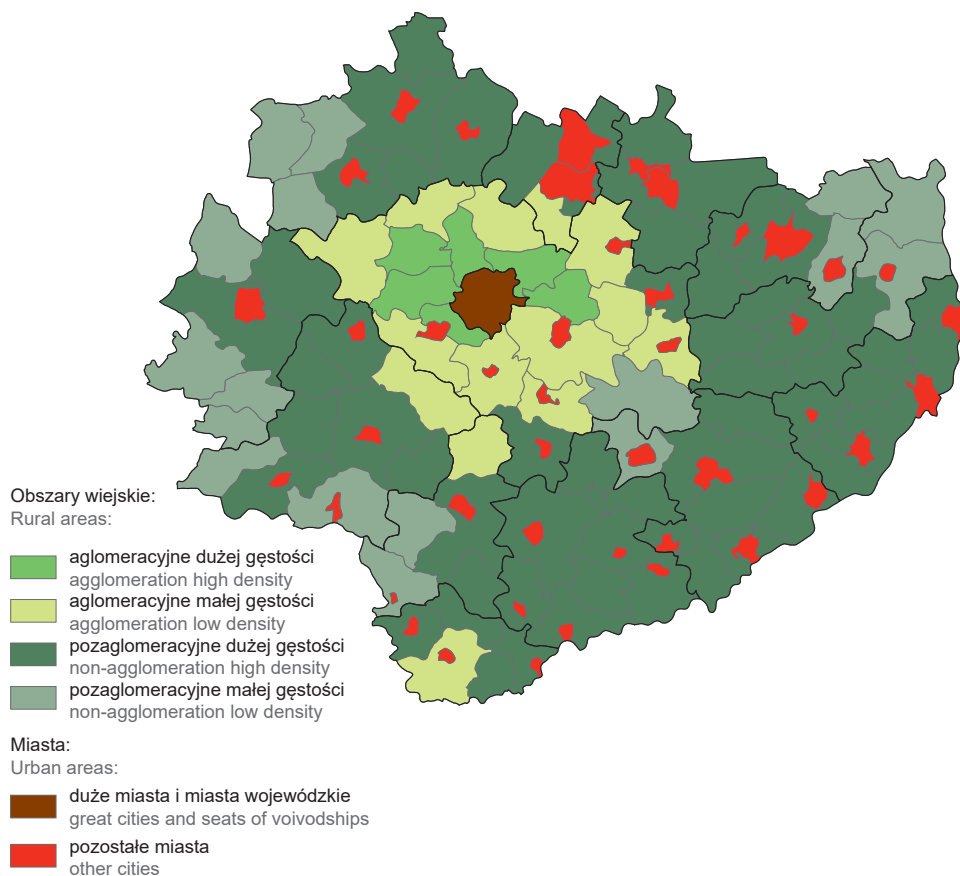 Obszary wiejskie:
Rural areas:
aglomeracyjne dużej gęstości
agglomeration high density
aglomeracyjne małej gęstości
agglomeration low density
pozaglomeracyjne dużej gęstości
non-agglomeration high density
pozaglomeracyjne małej gęstości
non-agglomeration low density
Miasta:
Urban areas:
duże miasta i miasta wojewódzkie
great cities and seats of voivodships
pozostałe miasta
other cities